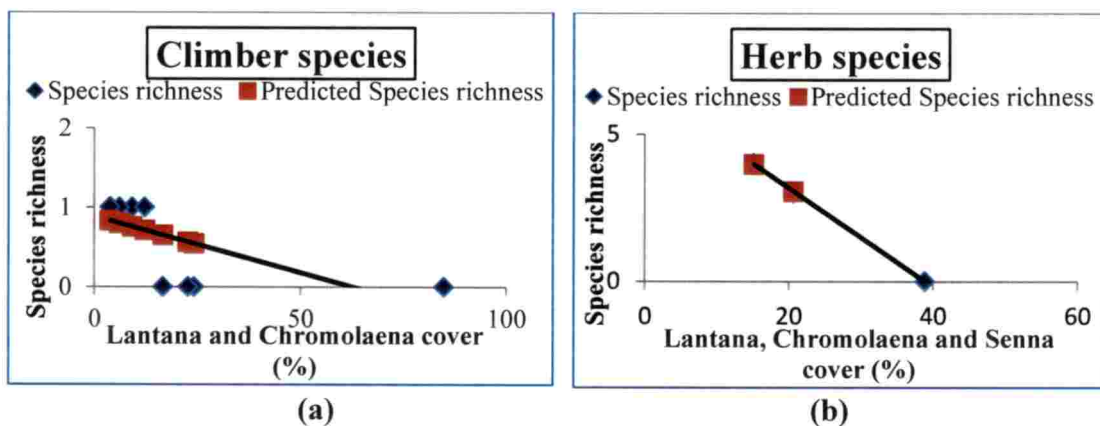 Climber species
Species richness Predicted Species richness
2
1
0
Species richness
0 50 100
Lantana and Chromolaena cover
(%)
(a)
Herb species
Species richness Predicted Species richness
5
0
Species richness
0 20 40 60
Lantana, Chromolaena and Senna
cover (%)
(b)